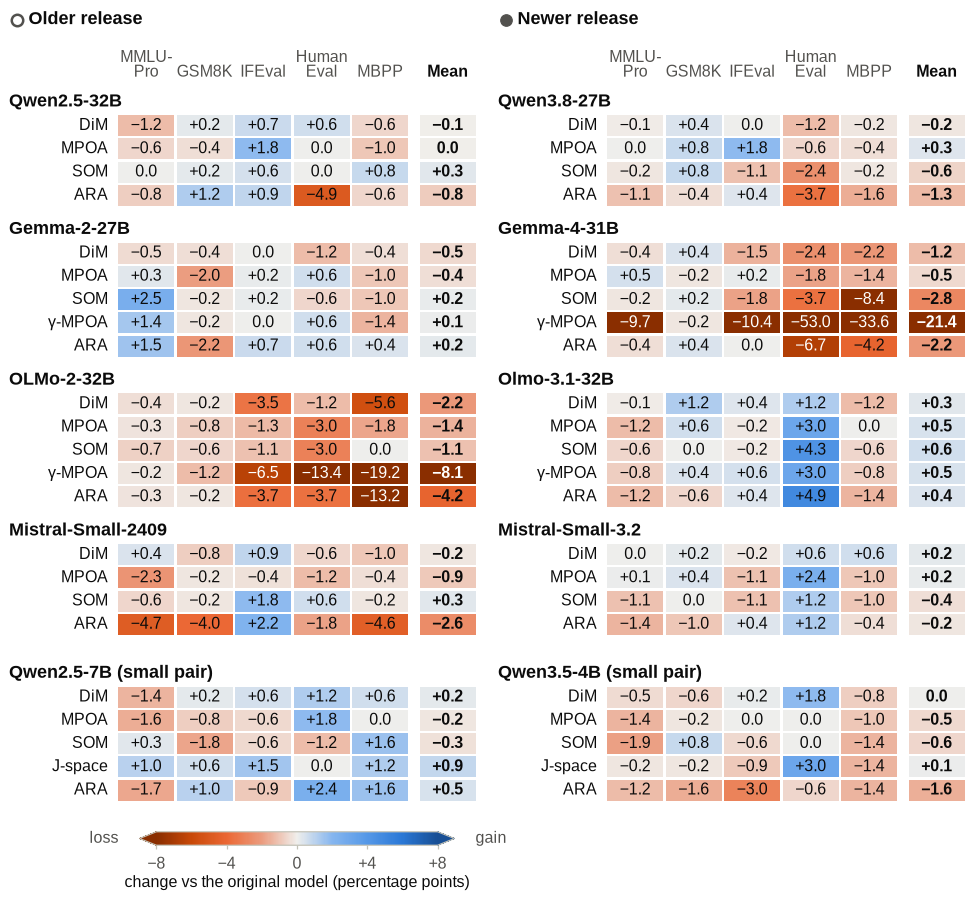 Older release
MMLU-Pro GSM8K IFEval Human Eval MBPP Mean
Qwen2.5-32B
DiM −1.2 +0.2 +0.7 +0.6 −0.6 −0.1
MPOA −0.6 −0.4 +1.8 0.0 −1.0 0.0
SOM 0.0 +0.2 +0.6 0.0 +0.8 +0.3
ARA −0.8 +1.2 +0.9 −4.9 −0.6 −0.8
Gemma-2-27B
DiM −0.5 −0.4 0.0 −1.2 −0.4 −0.5
MPOA +0.3 −2.0 +0.2 +0.6 −1.0 −0.4
SOM +2.5 −0.2 +0.2 −0.6 −1.0 +0.2
γ-MPOA +1.4 −0.2 0.0 +0.6 −1.4 +0.1
ARA +1.5 −2.2 +0.7 +0.6 +0.4 +0.2
OLMo-2-32B
DiM −0.4 −0.2 −3.5 −1.2 −5.6 −2.2
MPOA −0.3 −0.8 −1.3 −3.0 −1.8 −1.4
SOM −0.7 −0.6 −1.1 −3.0 0.0 −1.1
γ-MPOA −0.2 −1.2 −6.5 −13.4 −19.2 −8.1
ARA −0.3 −0.2 −3.7 −3.7 −13.2 −4.2
Mistral-Small-2409
DiM +0.4 −0.8 +0.9 −0.6 −1.0 −0.2
MPOA −2.3 −0.2 −0.4 −1.2 −0.4 −0.9
SOM −0.6 −0.2 +1.8 +0.6 −0.2 +0.3
ARA −4.7 −4.0 +2.2 −1.8 −4.6 −2.6
Qwen2.5-7B (small pair)
DiM −1.4 +0.2 +0.6 +1.2 +0.6 +0.2
MPOA −1.6 −0.8 −0.6 +1.8 0.0 −0.2
SOM +0.3 −1.8 −0.6 −1.2 +1.6 −0.3
J-space +1.0 +0.6 +1.5 0.0 +1.2 +0.9
ARA −1.7 +1.0 −0.9 +2.4 +1.6 +0.5
Newer release
MMLU-Pro GSM8K IFEval Human Eval MBPP Mean
Qwen3.8-27B
DiM −0.1 +0.4 0.0 −1.2 −0.2 −0.2
MPOA 0.0 +0.8 +1.8 −0.6 −0.4 +0.3
SOM −0.2 +0.8 −1.1 −2.4 −0.2 −0.6
ARA −1.1 −0.4 +0.4 −3.7 −1.6 −1.3
Gemma-4-31B
DiM −0.4 +0.4 −1.5 −2.4 −2.2 −1.2
MPOA +0.5 −0.2 +0.2 −1.8 −1.4 −0.5
SOM −0.2 +0.2 −1.8 −3.7 −8.4 −2.8
γ-MPOA −9.7 −0.2 −10.4 −53.0 −33.6 −21.4
ARA −0.4 +0.4 0.0 −6.7 −4.2 −2.2
Olmo-3.1-32B
DiM −0.1 +1.2 +0.4 +1.2 −1.2 +0.3
MPOA −1.2 +0.6 −0.2 +3.0 0.0 +0.5
SOM −0.6 0.0 −0.2 +4.3 −0.6 +0.6
γ-MPOA −0.8 +0.4 +0.6 +3.0 −0.8 +0.5
ARA −1.2 −0.6 +0.4 +4.9 −1.4 +0.4
Mistral-Small-3.2
DiM 0.0 +0.2 −0.2 +0.6 +0.6 +0.2
MPOA +0.1 +0.4 −1.1 +2.4 −1.0 +0.2
SOM −1.1 0.0 −1.1 +1.2 −1.0 −0.4
ARA −1.4 −1.0 +0.4 +1.2 −0.4 −0.2
Qwen3.5-4B (small pair)
DiM −0.5 −0.6 +0.2 +1.8 −0.8 0.0
MPOA −1.4 −0.2 0.0 0.0 −1.0 −0.5
SOM −1.9 +0.8 −0.6 0.0 −1.4 −0.6
J-space −0.2 −0.2 −0.9 +3.0 −1.4 +0.1
ARA −1.2 −1.6 −3.0 −0.6 −1.4 −1.6
loss gain
−8 −4 0 +4 +8
change vs the original model (percentage points)